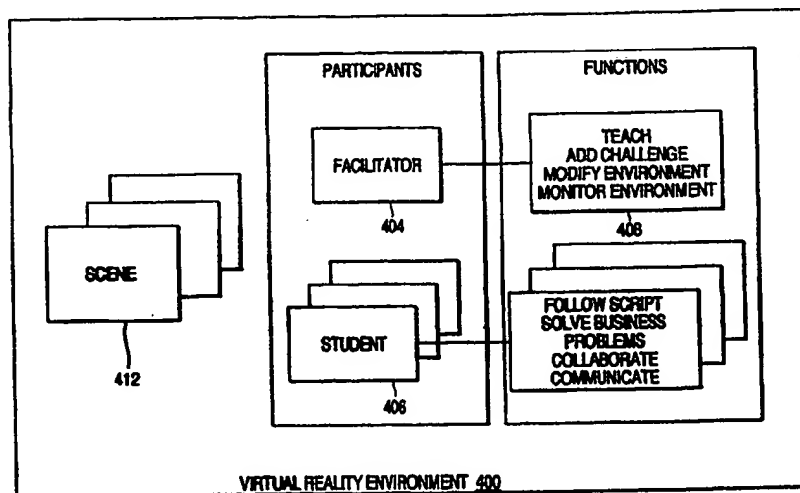 PARTICIPANTS
FUNCTIONS
FACILITATOR
404
TEACH
ADD CHALLENGE
MODIFY ENVIRONMENT
MONITOR ENVIRONMENT
408
SCENE
412
STUDENT
406
FOLLOW SCRIPT
SOLVE BUSINESS
PROBLEMS
COLLABORATE
COMMUNICATE
VIRTUAL REALITY ENVIRONMENT 400